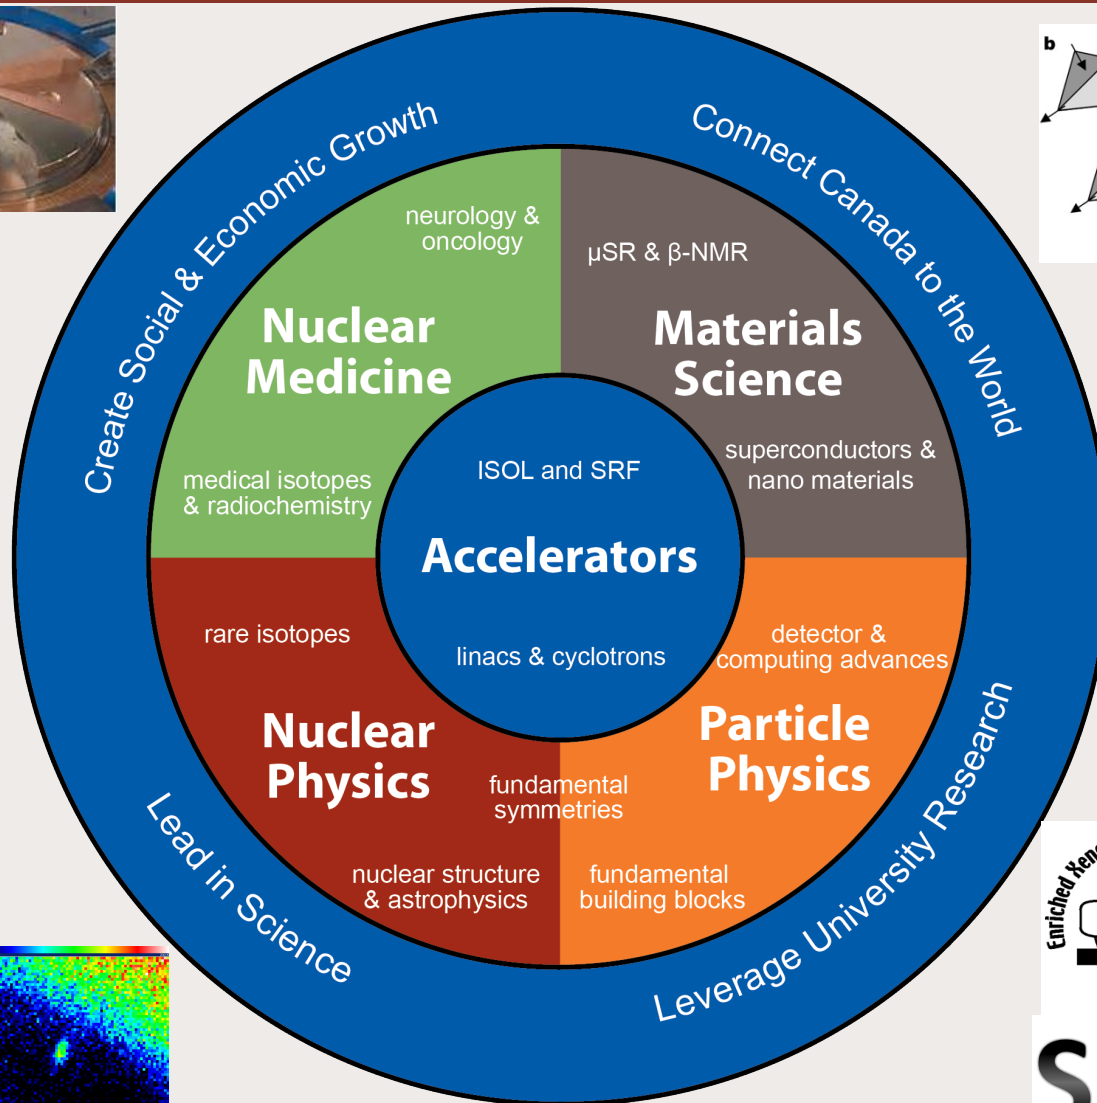 b
Create Social & Economic Growth
Connect Canada to the World
neurology &
oncology
Nuclear
Medicine
medical isotopes
& radiochemistry
μSR & β-NMR
Materials
Science
superconductors &
nano materials
ISOL and SRF
Accelerators
linacs & cyclotrons
rare isotopes
Nuclear
Physics
nuclear structure
& astrophysics
fundamental
symmetries
detector &
computing advances
Particle
Physics
fundamental
building blocks
Lead in Science
Leverage University Research
Enriched
S